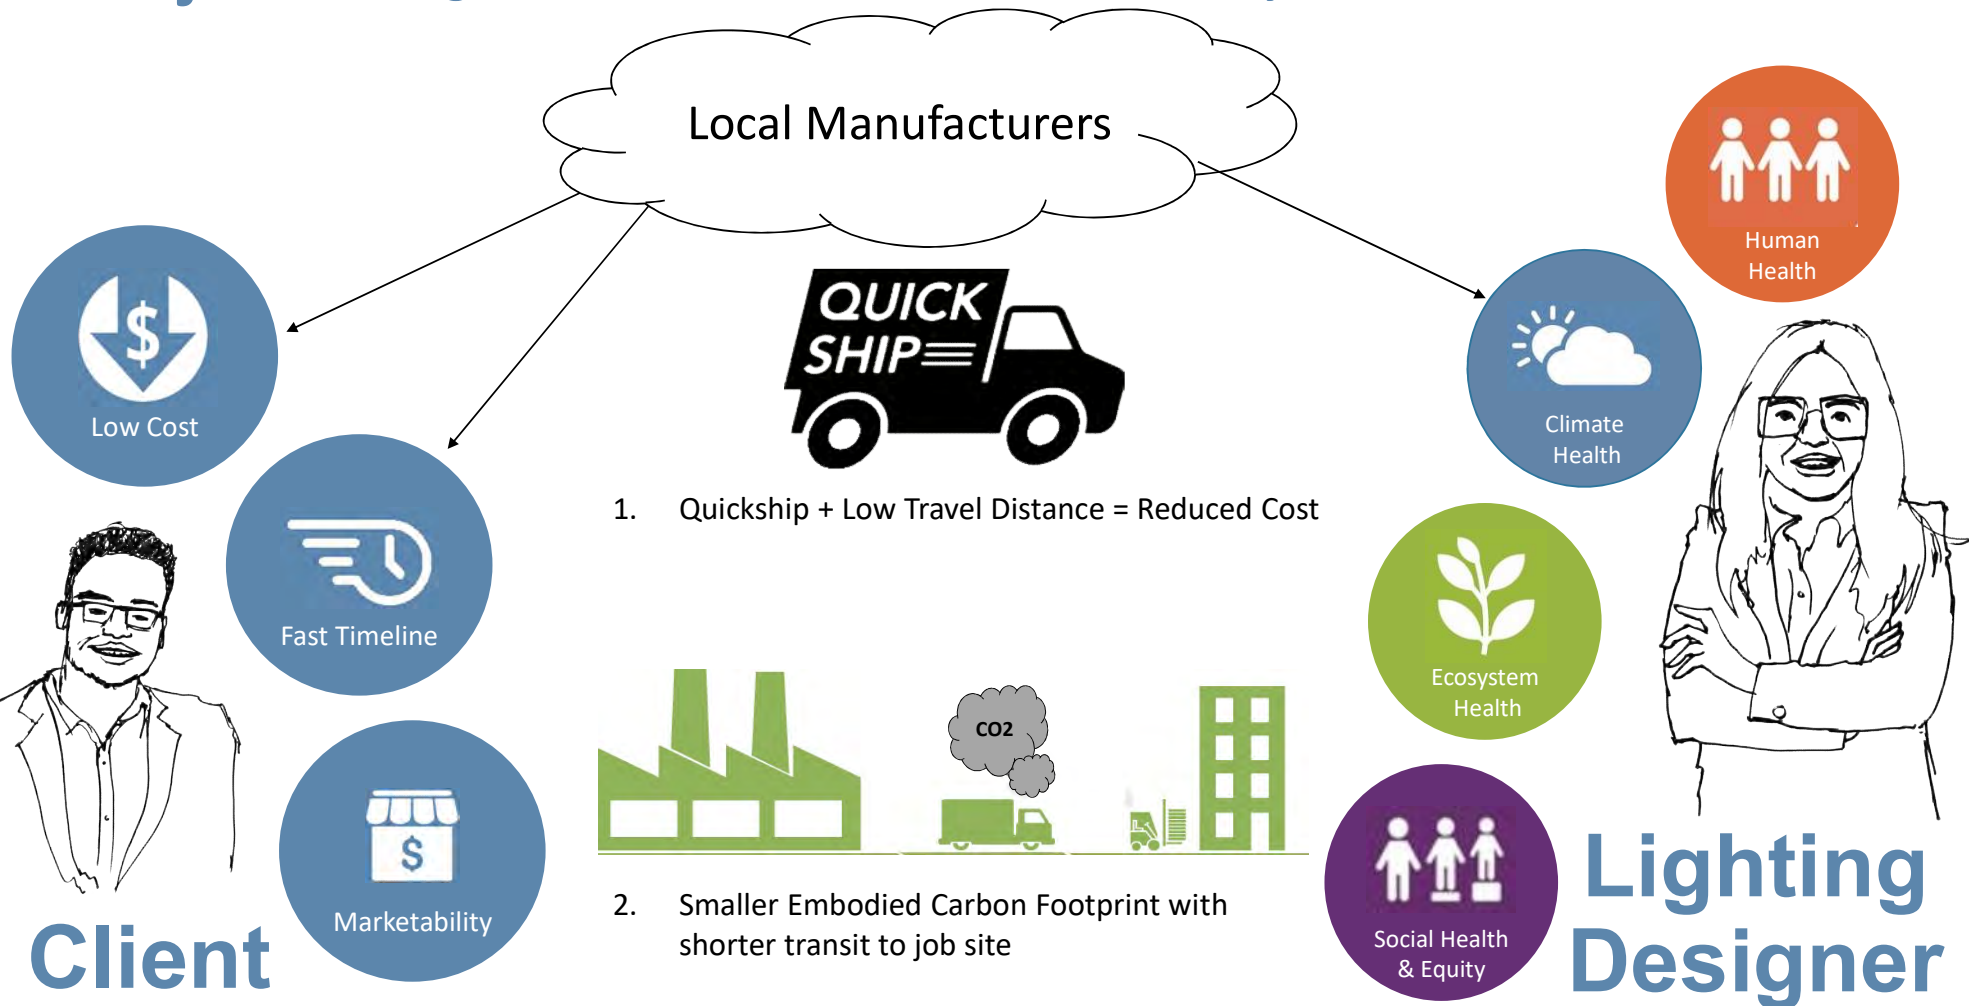 Local Manufacturers
QUICK
SHIP
Human
Health
Low Cost
Climate
Health
1. Quickship + Low Travel Distance = Reduced Cost
Fast Timeline
Ecosystem
Health
CO2
$
Marketability
2. Smaller Embodied Carbon Footprint with
shorter transit to job site
Social Health
& Equity
Client
Lighting
Designer